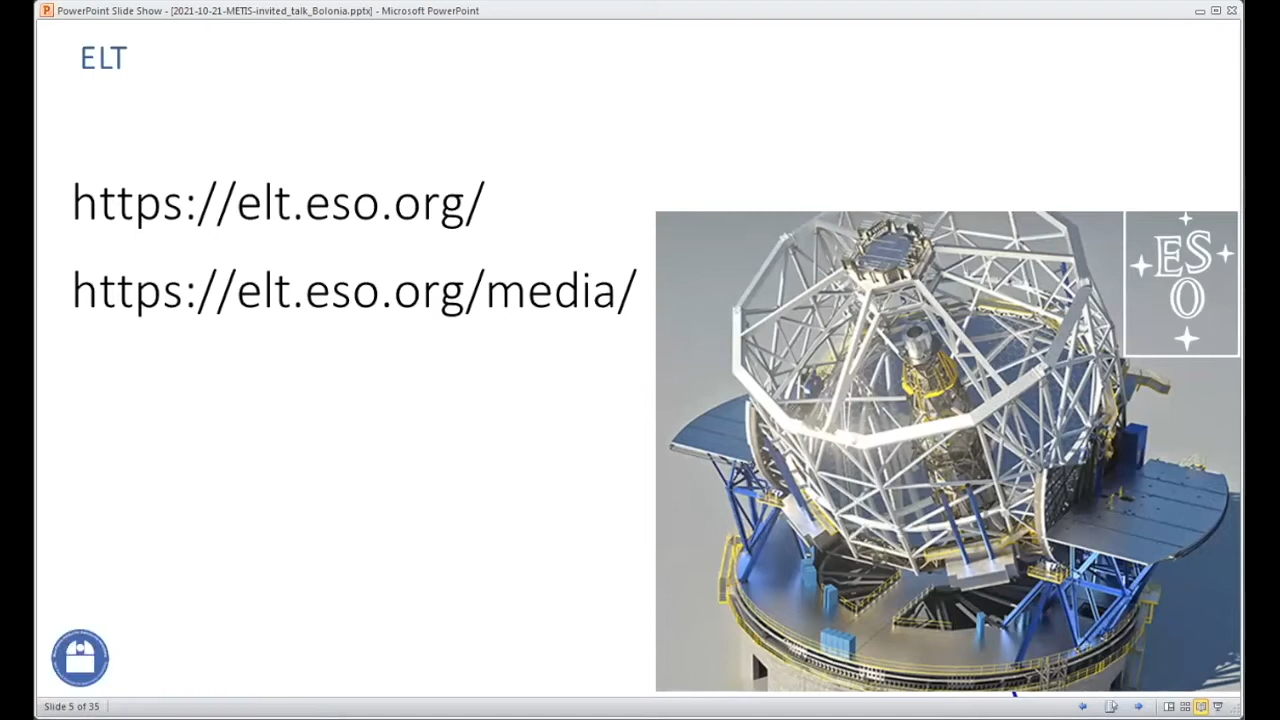 PowerPoint Slide Show - [2021-10-21-METIS-invited_talk_Bolonia.pptx] - Microsoft PowerPoint
ELT
https://elt.eso.org/
https://elt.eso.org/media/
ES
O
Slide 5 of 35